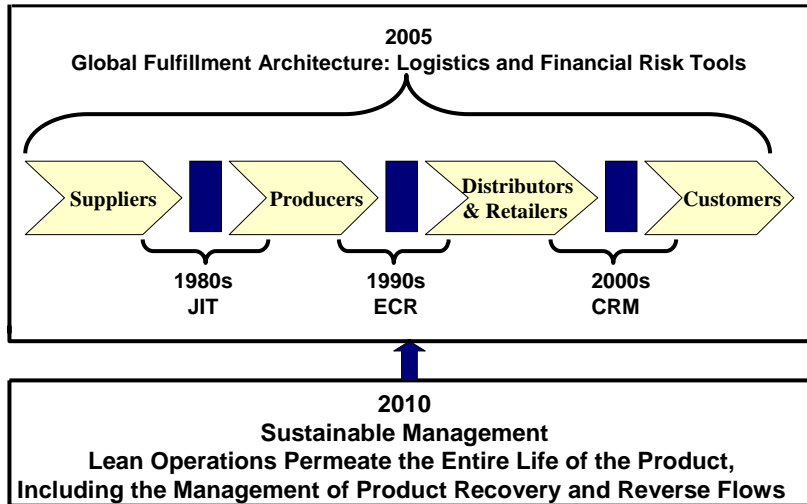 2005
Global Fulfillment Architecture: Logistics and Financial Risk Tools
Suppliers
Producers
Distributors
& Retailers
Customers
1980s
JIT
1990s
ECR
2000s
CRM
2010
Sustainable Management
Lean Operations Permeate the Entire Life of the Product,
Including the Management of Product Recovery and Reverse Flows